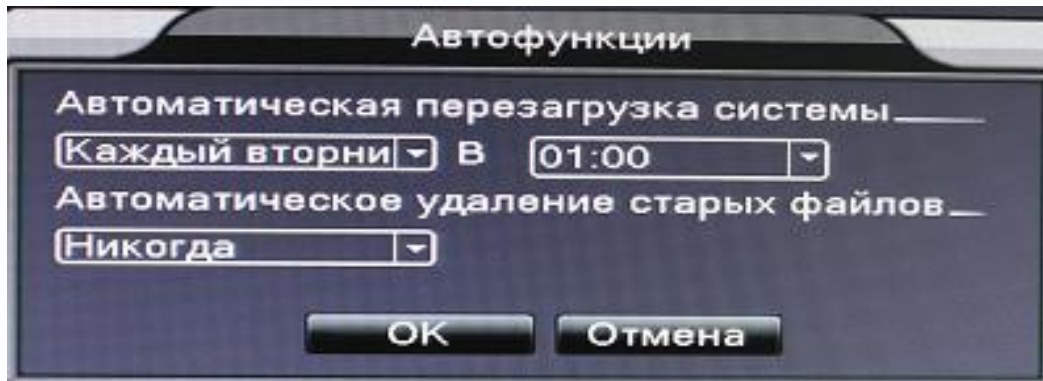 Автофункции
Автоматическая перезагрузка системы
Каждый вторни В 01:00
Автоматическое удаление старых файлов
Никогда
OK Отмена